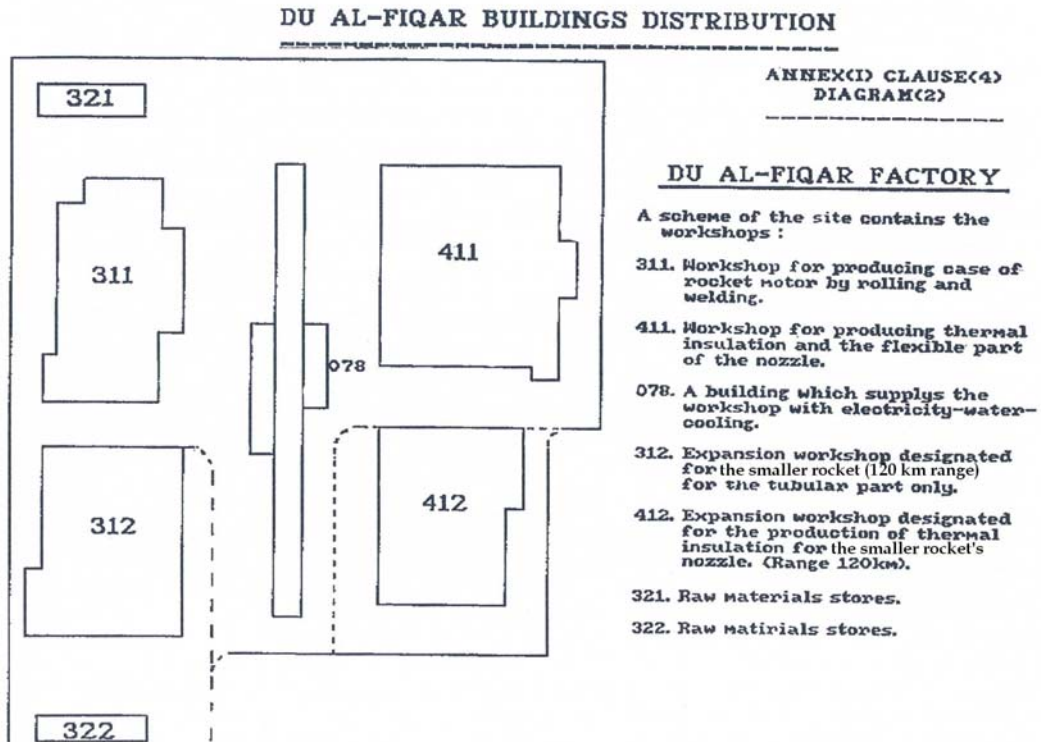 DU AL-FIQAR BUILDINGS DISTRIBUTION
ANNEX(I) CLAUSE(4)
DIAGRAM(2)
321
311
411
078
312
412
322
DU AL-FIQAR FACTORY
A scheme of the site contains the
workshops :
311. Workshop for producing case of
rocket motor by rolling and
welding.
411. Workshop for producing thermal
insulation and the flexible part
of the nozzle.
078. A building which supplys the
workshop with electricity-water-
cooling.
312. Expansion workshop designated
for the smaller rocket (120 km range)
for the tubular part only.
412. Expansion workshop designated
for the production of thermal
insulation for the smaller rocket's
nozzle. (Range 120km).
321. Raw materials stores.
322. Raw matirials stores.